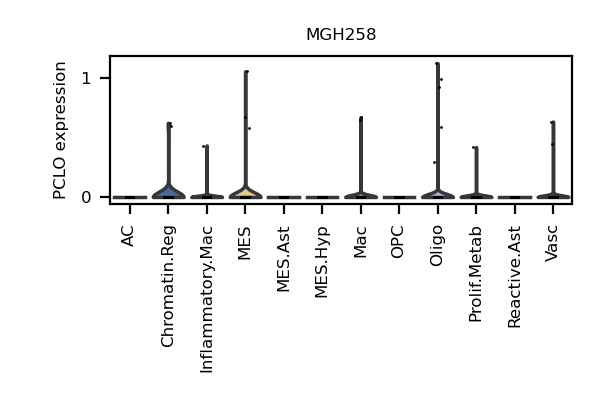 MGH258
PCLO expression
1
0
AC
Chromatin.Reg
Inflammatory.Mac
MES
MES.Ast
MES.Hyp
Mac
OPC
Oligo
Prolif.Metab
Reactive.Ast
Vasc